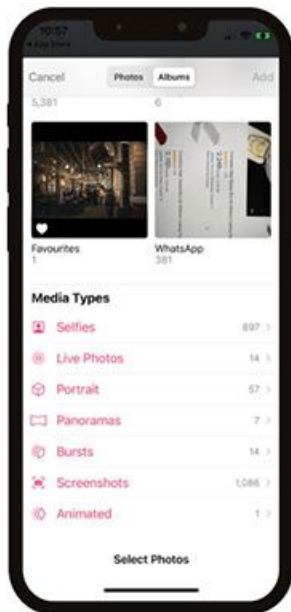 10:57
App Store
Cancel
Photos
Albums
Add
5,381
6
Favourites
1
WhatsApp
381
Media Types
Selfies
697
Live Photos
14
Portrait
57
Panoramas
7
Bursts
14
Screenshots
1,086
Animated
1
Select Photos